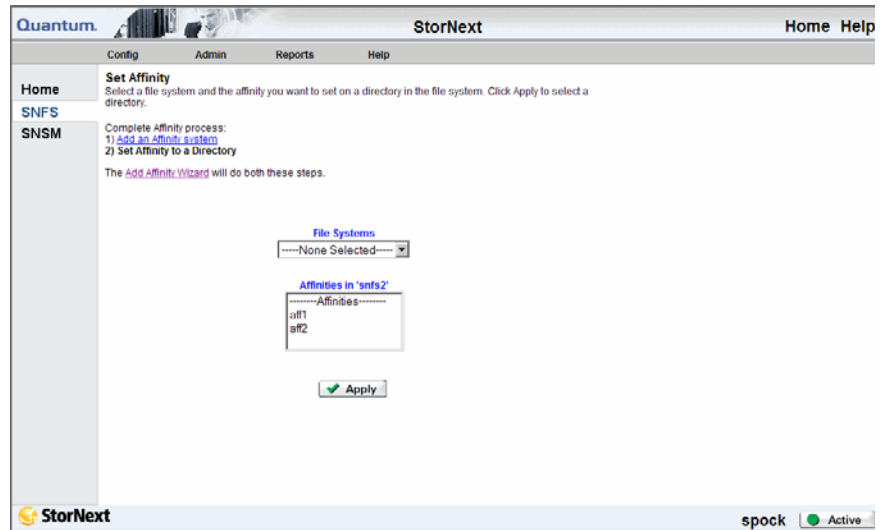 Quantum. StorNext Home Help
Config Admin Reports Help
Home
SNFS
SNSM
Set Affinity
Select a file system and the affinity you want to set on a directory in the file system. Click Apply to select a
directory.
Complete Affinity process:
1) Add an Affinity system
2) Set Affinity to a Directory
The Add Affinity Wizard will do both these steps.
File Systems
-----None Selected-----
Affinities in 'snfs2'
--------Affinities--------
aff1
aff2
Apply
StorNext
spock Active